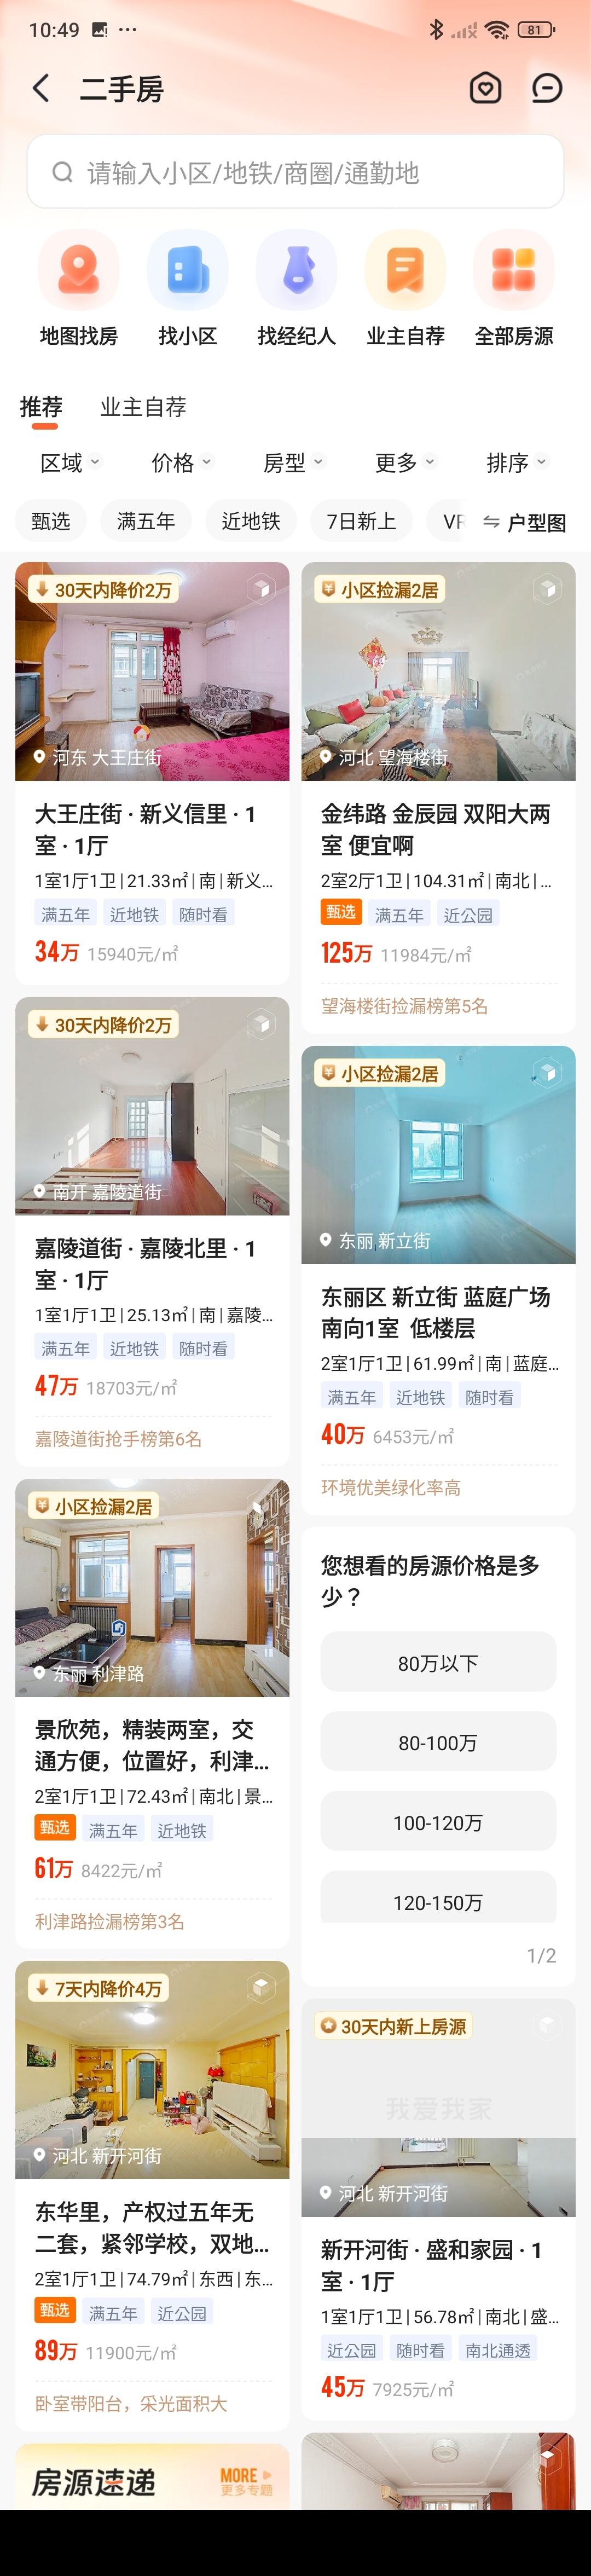 10:49
81
二手房
请输入小区/地铁/商圈/通勤地
地图找房 找小区 找经纪人 业主自荐 全部房源
推荐 业主自荐
区域 价格 房型 更多 排序
甄选 满五年 近地铁 7日新上 VR 户型图
30天内降价2万
河东 大王庄街
大王庄街 · 新义信里 · 1
室 · 1厅
1室1厅1卫|21.33㎡|南|新义...
满五年 近地铁 随时看
34万 15940元/㎡
小区捡漏2居
河北 望海楼街
金纬路 金辰园 双阳大两
室 便宜啊
2室2厅1卫|104.31㎡|南北|...
甄选 满五年 近公园
125万 11984元/㎡
望海楼街捡漏榜第5名
30天内降价2万
南开 嘉陵道街
嘉陵道街 · 嘉陵北里 · 1
室 · 1厅
1室1厅1卫|25.13㎡|南|嘉陵...
满五年 近地铁 随时看
47万 18703元/㎡
嘉陵道街抢手榜第6名
小区捡漏2居
东丽 新立街
东丽区 新立街 蓝庭广场
南向1室 低楼层
2室1厅1卫|61.99㎡|南|蓝庭...
满五年 近地铁 随时看
40万 6453元/㎡
环境优美绿化率高
小区捡漏2居
东丽 利津路
景欣苑，精装两室，交
通方便，位置好，利津...
2室1厅1卫|72.43㎡|南北|景...
甄选 满五年 近地铁
61万 8422元/㎡
利津路捡漏榜第3名
您想看的房源价格是多
少？
80万以下
80-100万
100-120万
120-150万
1/2
7天内降价4万
河北 新开河街
东华里，产权过五年无
二套，紧邻学校，双地...
2室1厅1卫|74.79㎡|东西|东...
甄选 满五年 近公园
89万 11900元/㎡
卧室带阳台，采光面积大
30天内新上房源
我爱我家
河北 新开河街
新开河街 · 盛和家园 · 1
室 · 1厅
1室1厅1卫|56.78㎡|南北|盛...
近公园 随时看 南北通透
45万 7925元/㎡
房源速递
MORE
更多专题